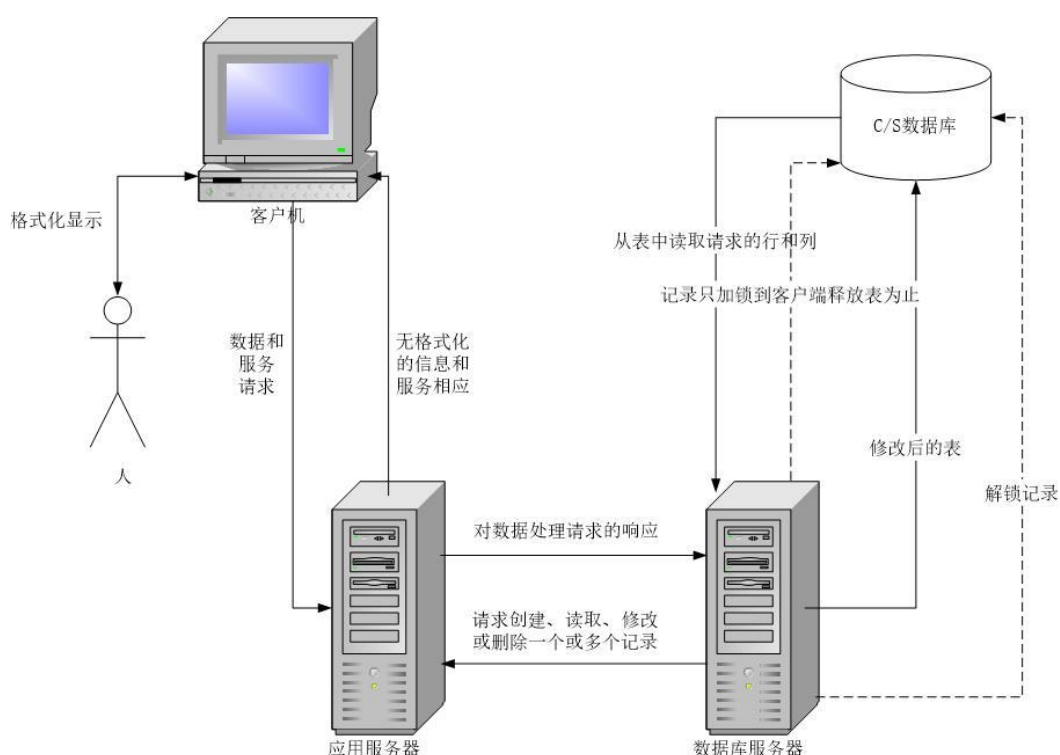 C/S数据库
客户机
格式化显示
从表中读取请求的行和列
记录只加锁到客户端释放表为止
数据和
服务
请求
无格式化
的信息和
服务相应
人
修改后的表
解锁记录
对数据处理请求的响应
请求创建、读取、修改
或删除一个或多个记录
应用服务器
数据库服务器